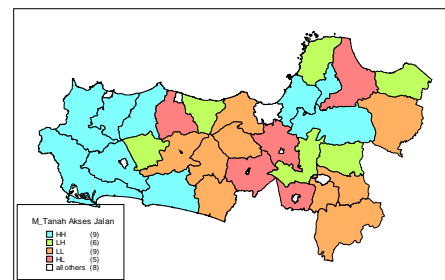 M_Tanah Akses Jalan
HH (9)
LH (6)
LL (9)
HL (5)
all others (8)